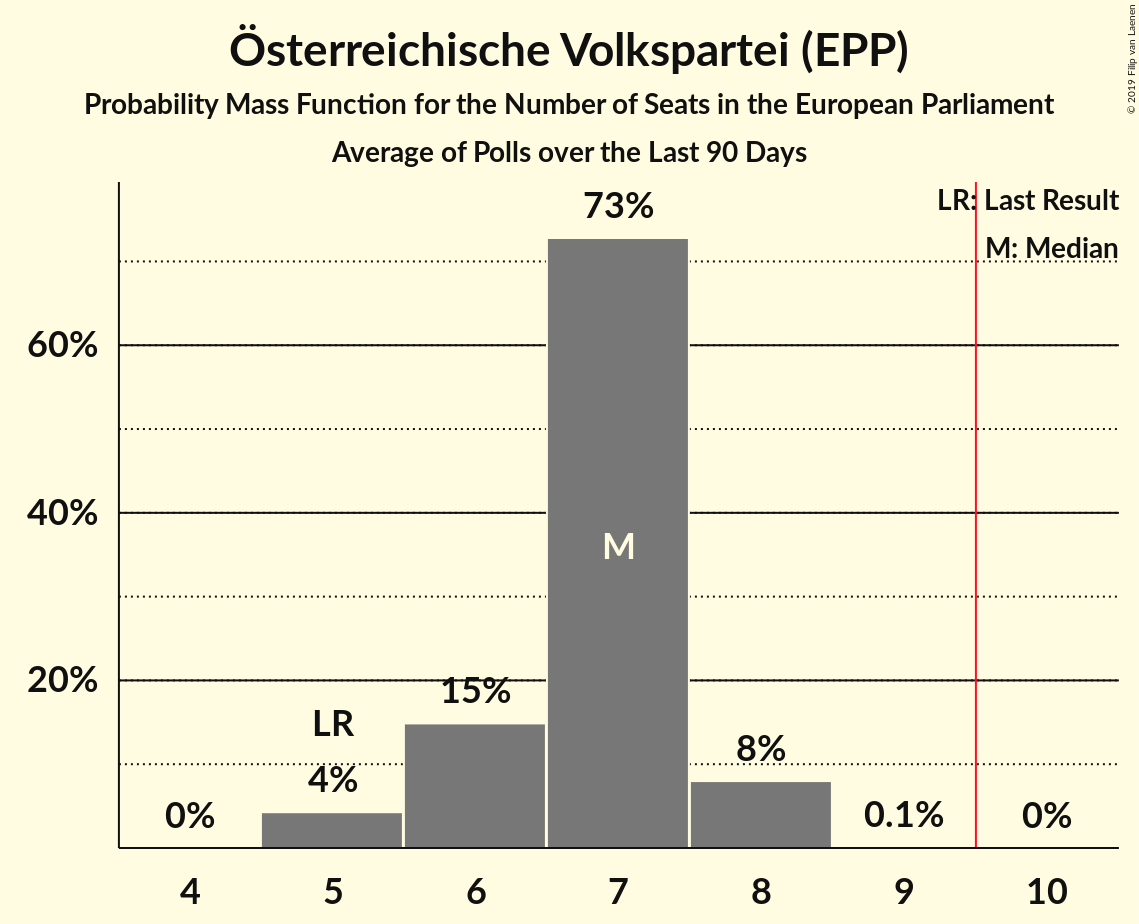 Österreichische Volkspartei (EPP)
Probability Mass Function for the Number of Seats in the European Parliament
Average of Polls over the Last 90 Days
© 2019 Filip van Laenen
LR: Last Result
M: Median
73%
60%
40%
M
20%
15%
LR
4%
8%
0%
0.1%
0%
4 5 6 7 8 9 10